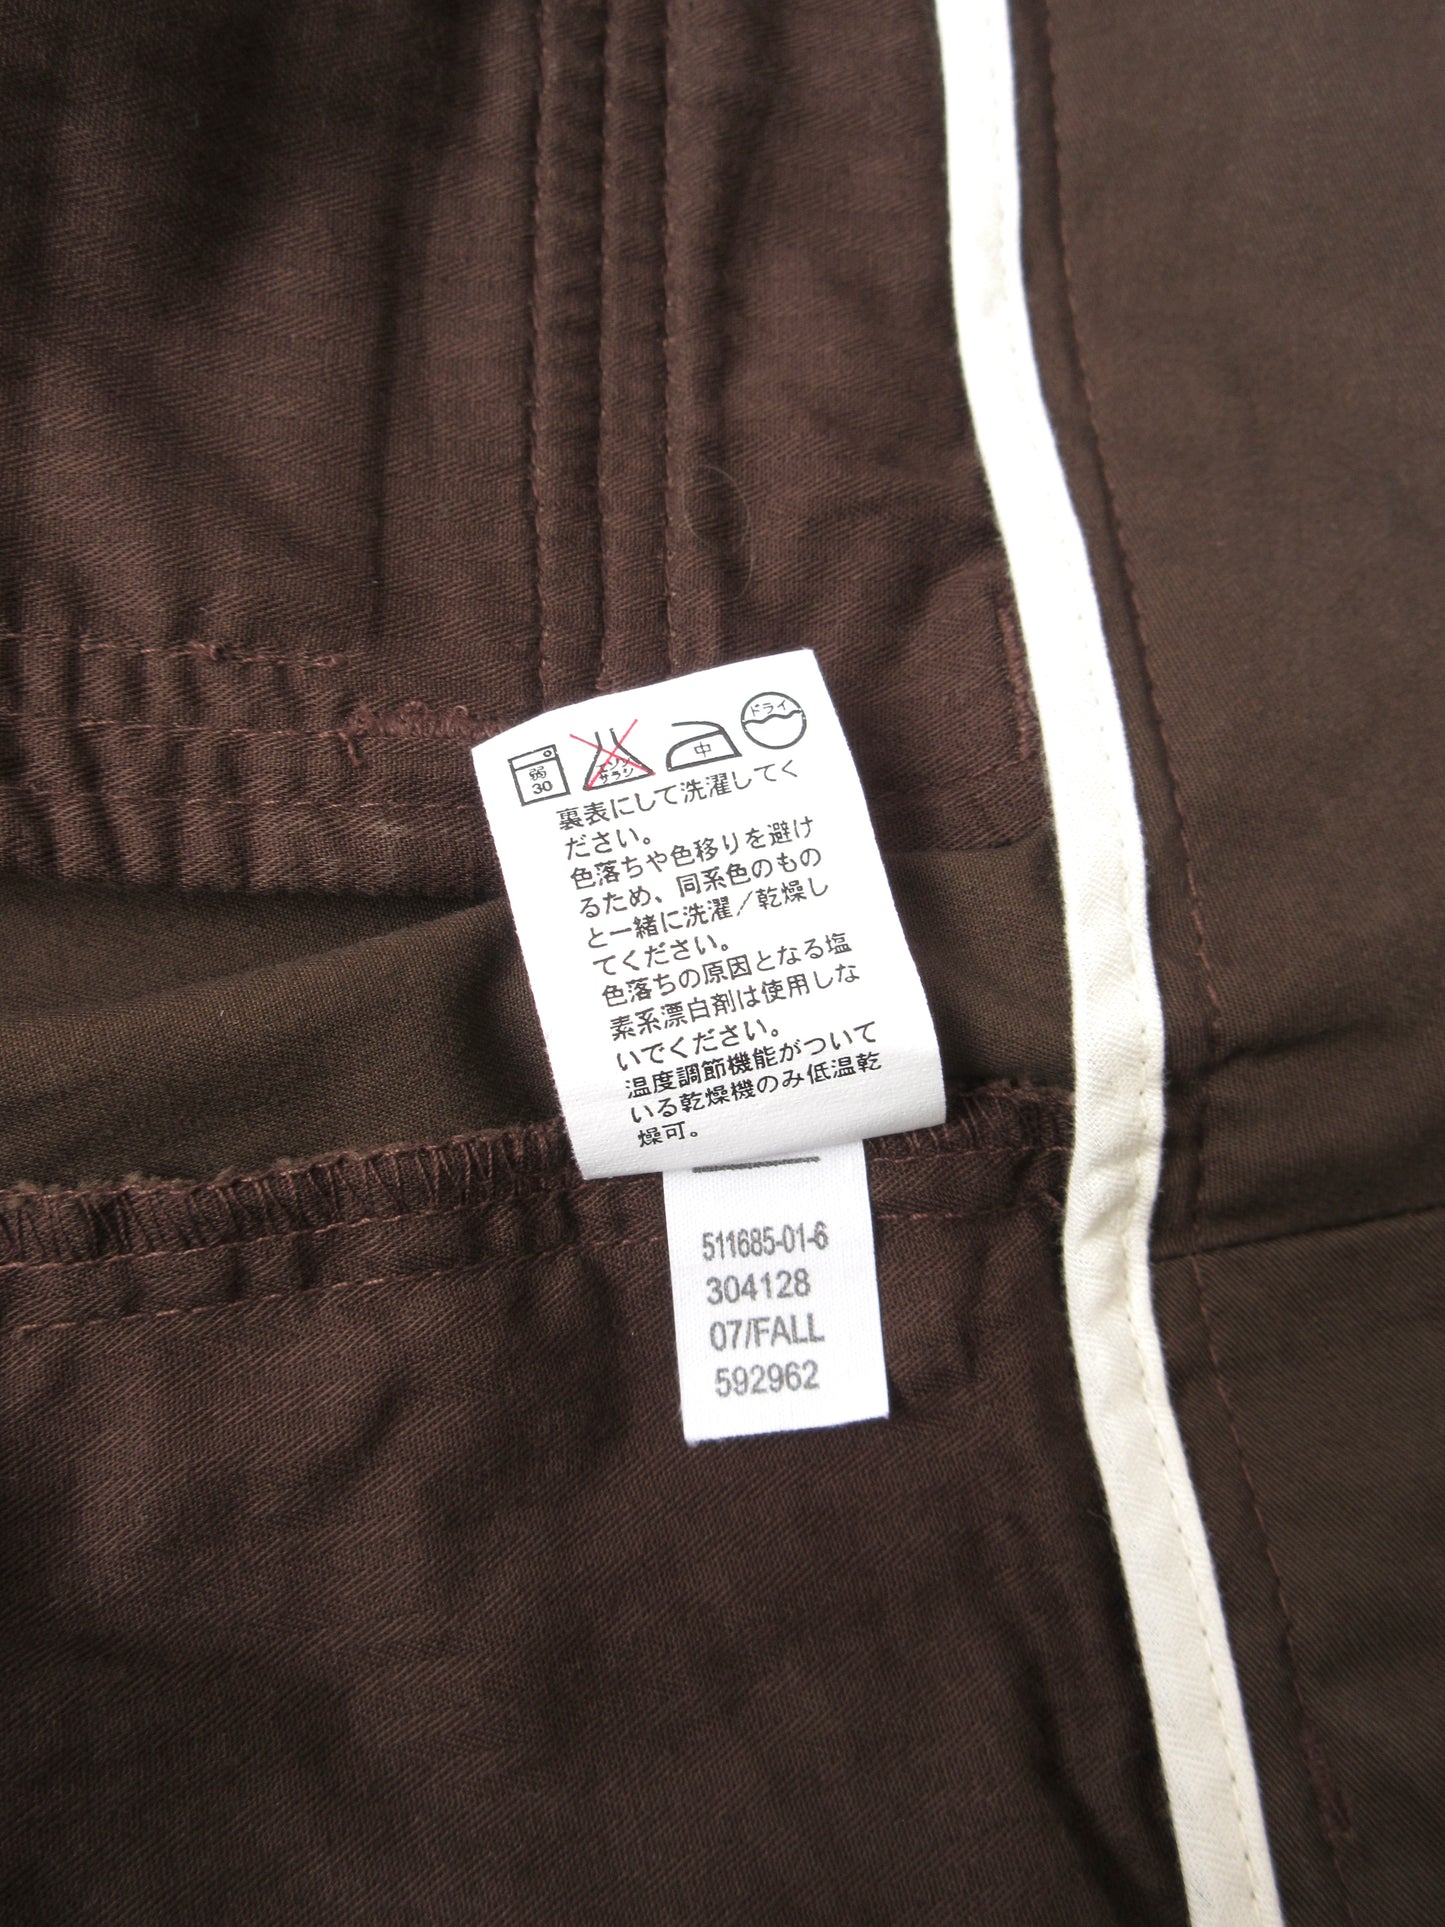 弱
30
エンソ
サラシ
中
ドライ
裏表にして洗濯してく
ださい。
色落ちや色移りを避け
るため、同系色のもの
と一緒に洗濯／乾燥し
てください。
色落ちの原因となる塩
素系漂白剤は使用しな
いでください。
温度調節機能がついて
いる乾燥機のみ低温乾
燥可。
511685-01-6
304128
07/FALL
592962